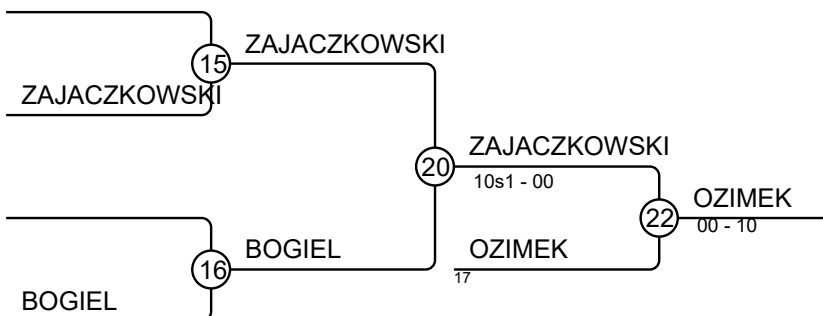 ZAJACZKOWSKI
15
ZAJACZKOWSKI
ZAJACZKOWSKI
20
10s1 - 00
OZIMEK
22
00 - 10
BOGIEL
OZIMEK
16
17
BOGIEL